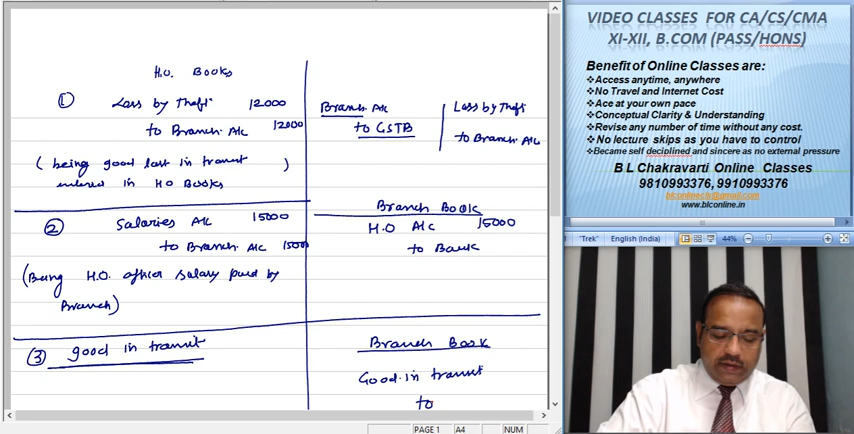 H.O. Books
① Loss by Theft 12000
to Branch A/c 12000
(being good lost in transit )
entered in HO Books
Branch A/c
to GSTB
Loss by Theft
to Branch A/c
② Salaries A/c 15000
to Branch A/c 15000
(Being H.O. officer salary paid by
Branch)
Branch Book
H.O A/c 15000
to Bank
③ good in transit
Branch Book
Good in transit
to
PAGE 1 A4 NUM
VIDEO CLASSES FOR CA/CS/CMA
XI-XII, B.COM (PASS/HONS)
Benefit of Online Classes are:
❖Access anytime, anywhere
❖No Travel and Internet Cost
❖Ace at your own pace
❖Conceptual Clarity & Understanding
❖Revise any number of time without any cost.
❖No lecture skips as you have to control
❖Became self deciplined and sincere as no external pressure
B L Chakravarti Online Classes
9810993376, 9910993376
blconlinecls@gmail.com
www.blconline.in
"Trek" English (India) 44%